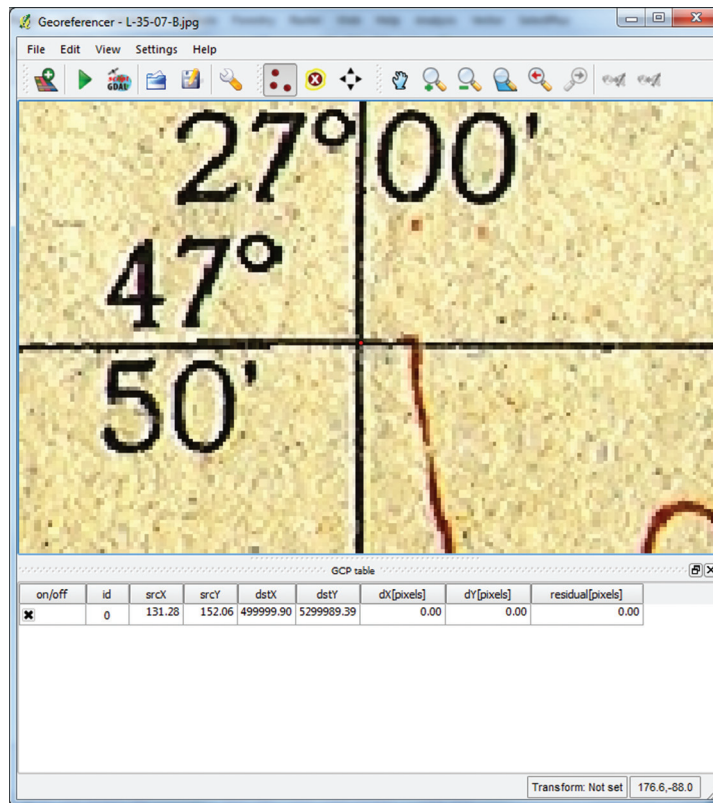 Georeferencer - L-35-07-B.jpg
File Edit View Settings Help
GDAL
27° 00'
47°
50'
GCP table
on/off id srcX srcY dstX dstY dX[pixels] dY[pixels] residual[pixels]
0 131.28 152.06 499999.90 5299989.39 0.00 0.00 0.00
Transform: Not set 176.6,-88.0